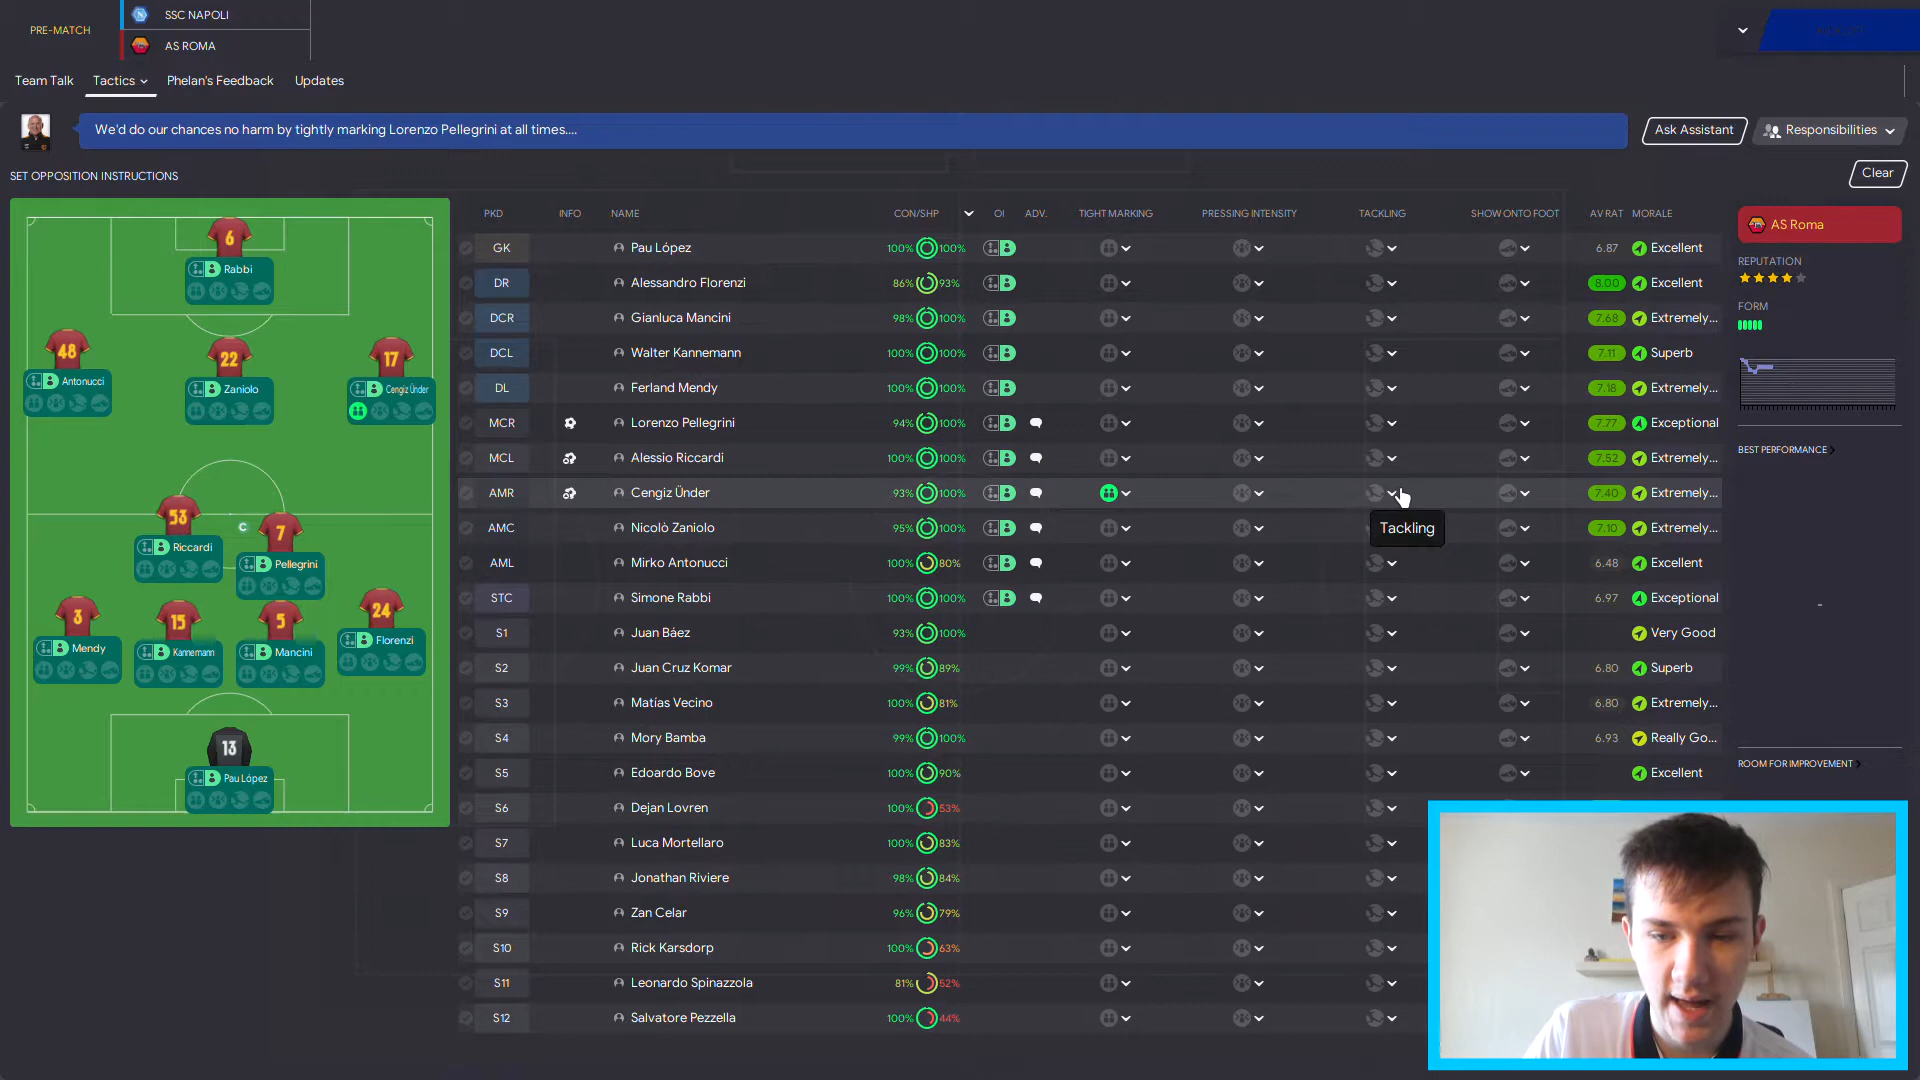 PRE-MATCH
SSC NAPOLI
AS ROMA
Team Talk Tactics Phelan's Feedback Updates
We'd do our chances no harm by tightly marking Lorenzo Pellegrini at all times....
Ask Assistant
Responsibilities
SET OPPOSITION INSTRUCTIONS
Clear
6
Rabbi
48
Antonucci
22
Zaniolo
17
Cengiz Ünder
C
53
Riccardi
7
Pellegrini
3
Mendy
15
Kannemann
5
Mancini
24
Florenzi
13
Pau López
PKD INFO NAME CON/SHP OI ADV. TIGHT MARKING PRESSING INTENSITY TACKLING SHOW ONTO FOOT AV RAT MORALE
GK Pau López 100% 100% 6.87 Excellent
DR Alessandro Florenzi 86% 93% 8.00 Excellent
DCR Gianluca Mancini 98% 100% 7.68 Extremely...
DCL Walter Kannemann 100% 100% 7.11 Superb
DL Ferland Mendy 100% 100% 7.18 Extremely...
MCR Lorenzo Pellegrini 94% 100% 7.77 Exceptional
MCL Alessio Riccardi 100% 100% 7.52 Extremely...
AMR Cengiz Ünder 93% 100% 7.40 Extremely...
AMC Nicolò Zaniolo 95% 100% 7.10 Extremely...
Tackling
AML Mirko Antonucci 100% 80% 6.48 Excellent
STC Simone Rabbi 100% 100% 6.97 Exceptional
S1 Juan Báez 93% 100% Very Good
S2 Juan Cruz Komar 99% 89% 6.80 Superb
S3 Matías Vecino 100% 81% 6.80 Extremely...
S4 Mory Bamba 99% 100% 6.93 Really Go...
S5 Edoardo Bove 100% 90% Excellent
S6 Dejan Lovren 100% 53%
S7 Luca Mortellaro 100% 83%
S8 Jonathan Riviere 98% 84%
S9 Zan Celar 96% 79%
S10 Rick Karsdorp 100% 63%
S11 Leonardo Spinazzola 81% 52%
S12 Salvatore Pezzella 100% 44%
AS Roma
REPUTATION
FORM
BEST PERFORMANCE
-
ROOM FOR IMPROVEMENT